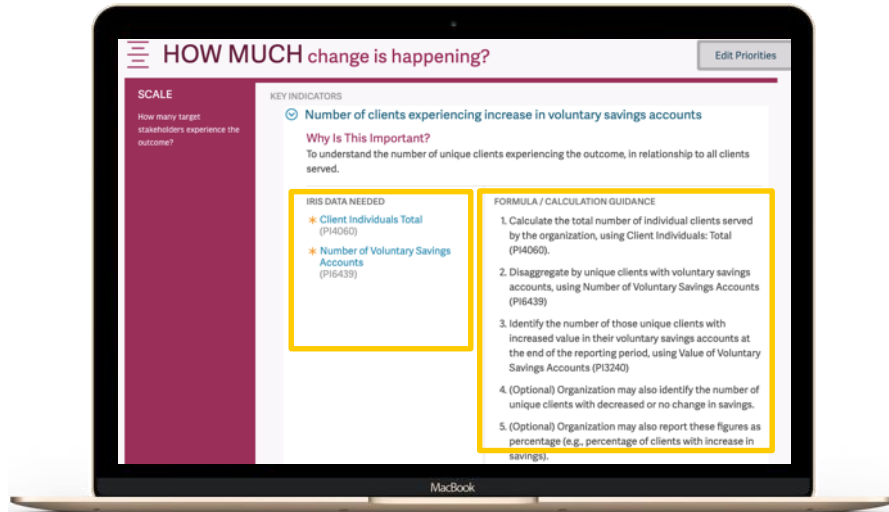 HOW MUCH change is happening?
Edit Priorities
SCALE
How many target
stakeholders experience the
outcome?
KEY INDICATORS
Number of clients experiencing increase in voluntary savings accounts
Why Is This Important?
To understand the number of unique clients experiencing the outcome, in relationship to all clients
served.
IRIS DATA NEEDED
* Client Individuals Total
(PI4060)
* Number of Voluntary Savings
Accounts
(PI6439)
FORMULA / CALCULATION GUIDANCE
1. Calculate the total number of individual clients served
by the organization, using Client Individuals: Total
(PI4060).
2. Disaggregate by unique clients with voluntary savings
accounts, using Number of Voluntary Savings Accounts
(PI6439)
3. Identify the number of those unique clients with
increased value in their voluntary savings accounts at
the end of the reporting period, using Value of Voluntary
Savings Accounts (PI3240)
4. (Optional) Organization may also identify the number of
unique clients with decreased or no change in savings.
5. (Optional) Organization may also report these figures as
percentage (e.g., percentage of clients with increase in
savings).
MacBook